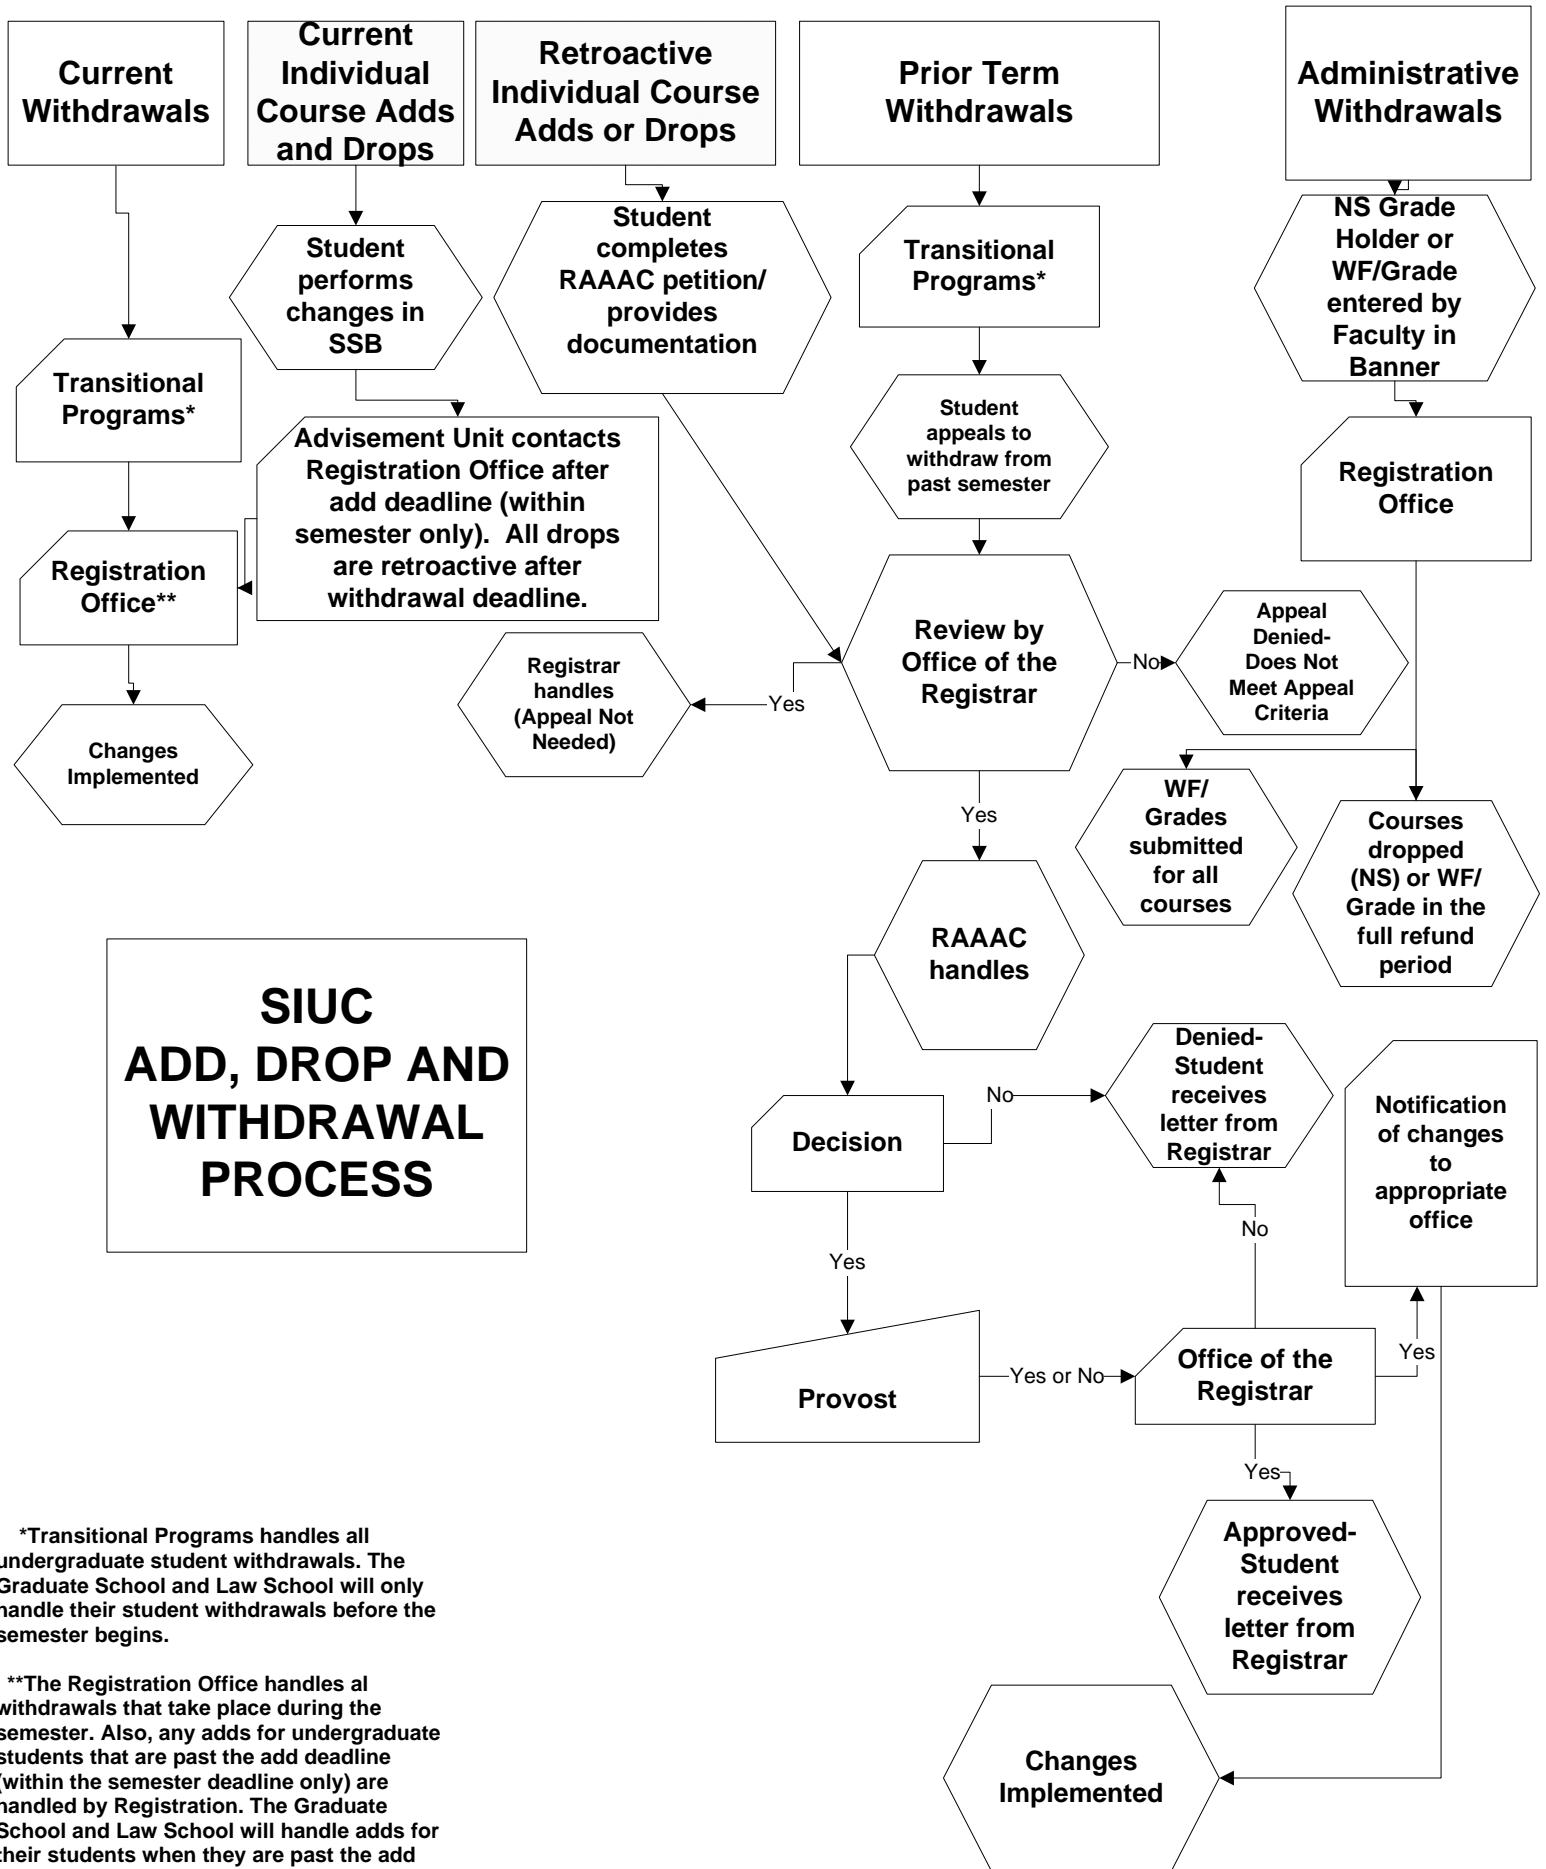 Current
Withdrawals
Current
Individual
Course Adds
and Drops
Retroactive
Individual Course
Adds or Drops
Prior Term
Withdrawals
Administrative
Withdrawals
Transitional
Programs*
Student
performs
changes in
SSB
Student
completes
RAAAC petition/
provides
documentation
Transitional
Programs*
NS Grade
Holder or
WF/Grade
entered by
Faculty in
Banner
Advisement Unit contacts
Registration Office after
add deadline (within
semester only).  All drops
are retroactive after
withdrawal deadline.
Student
appeals to
withdraw from
past semester
Registration
Office
Registration
Office**
Registrar
handles
(Appeal Not
Needed)
Yes
Review by
Office of the
Registrar
No
Appeal
Denied-
Does Not
Meet Appeal
Criteria
Changes
Implemented
Yes
WF/
Grades
submitted
for all
courses
Courses
dropped
(NS) or WF/
Grade in the
full refund
period
RAAAC
handles
SIUC
ADD, DROP AND
WITHDRAWAL
PROCESS
Decision
No
Denied-
Student
receives
letter from
Registrar
Notification
of changes
to
appropriate
office
Yes
No
Provost
Yes or No
Office of the
Registrar
Yes
Yes
Approved-
Student
receives
letter from
Registrar
Changes
Implemented
*Transitional Programs handles all
undergraduate student withdrawals. The
Graduate School and Law School will only
handle their student withdrawals before the
semester begins.
**The Registration Office handles al
withdrawals that take place during the
semester. Also, any adds for undergraduate
students that are past the add deadline
(within the semester deadline only) are
handled by Registration. The Graduate
School and Law School will handle adds for
their students when they are past the add